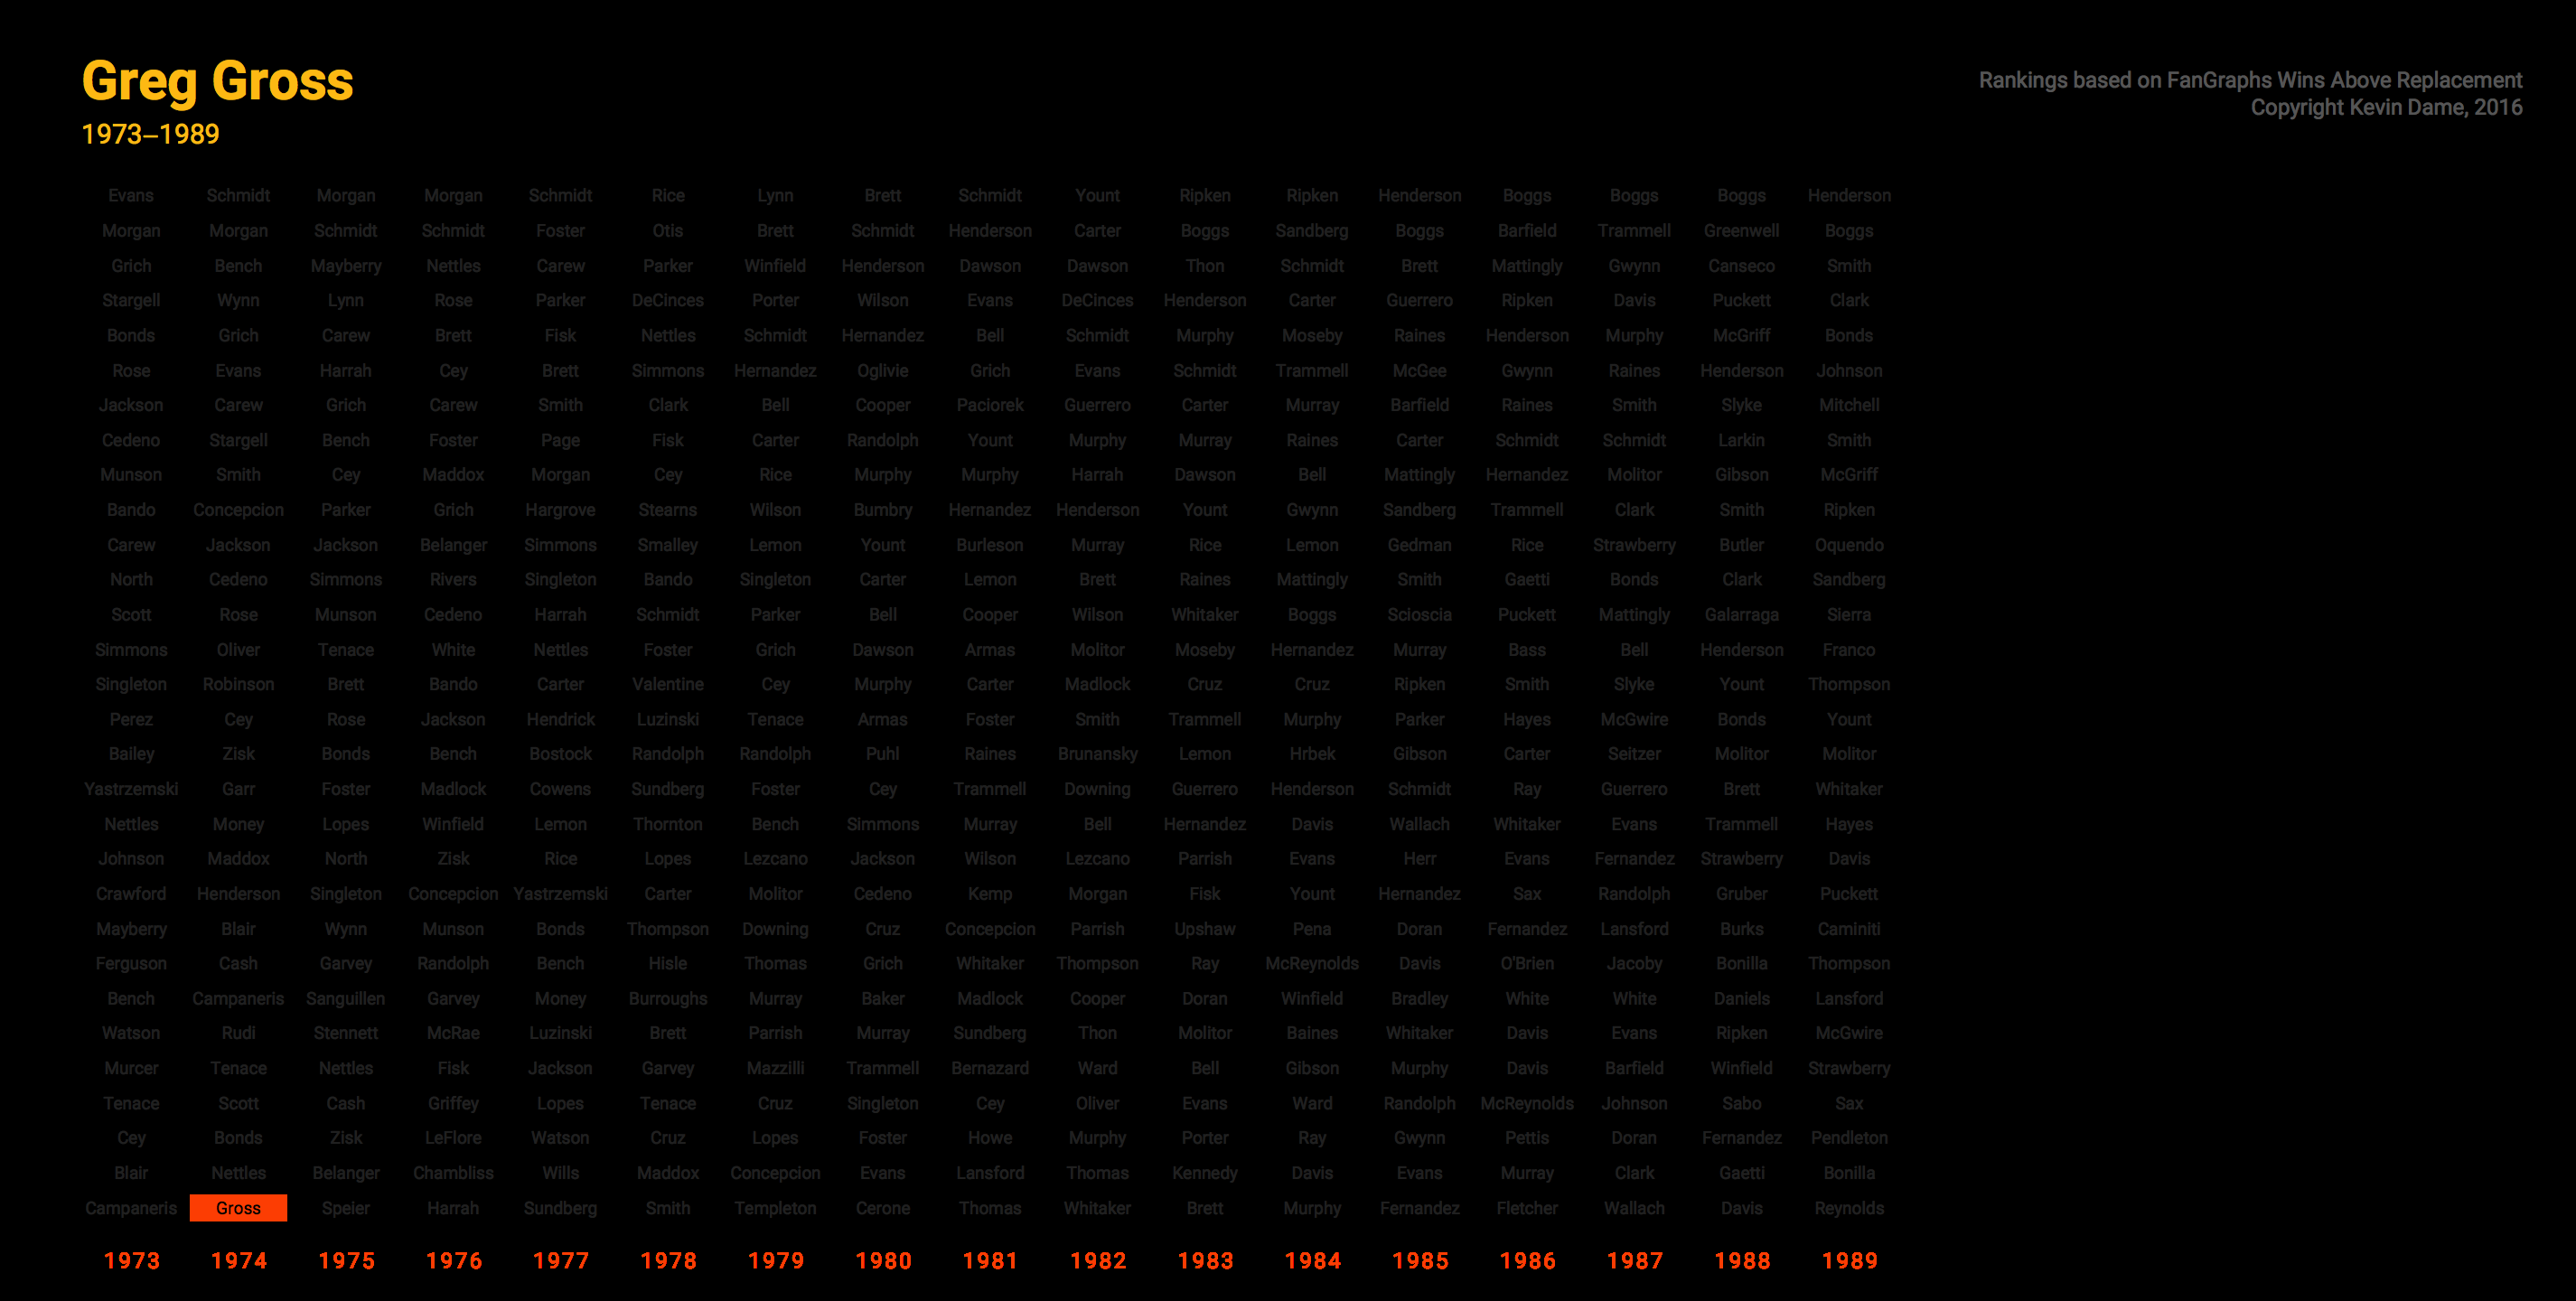 Greg Gross
1973–1989
Rankings based on FanGraphs Wins Above Replacement
Copyright Kevin Dame, 2016
Evans Schmidt Morgan Morgan Schmidt Rice Lynn Brett Schmidt Yount Ripken Ripken Henderson Boggs Boggs Boggs Henderson
Morgan Morgan Schmidt Schmidt Foster Otis Brett Schmidt Henderson Carter Boggs Sandberg Boggs Barfield Trammell Greenwell Boggs
Grich Bench Mayberry Nettles Carew Parker Winfield Henderson Dawson Dawson Thon Schmidt Brett Mattingly Gwynn Canseco Smith
Stargell Wynn Lynn Rose Parker DeCinces Porter Wilson Evans DeCinces Henderson Carter Guerrero Ripken Davis Puckett Clark
Bonds Grich Carew Brett Fisk Nettles Schmidt Hernandez Bell Schmidt Murphy Moseby Raines Henderson Murphy McGriff Bonds
Rose Evans Harrah Cey Brett Simmons Hernandez Oglivie Grich Evans Schmidt Trammell McGee Gwynn Raines Henderson Johnson
Jackson Carew Grich Carew Smith Clark Bell Cooper Paciorek Guerrero Carter Murray Barfield Raines Smith Slyke Mitchell
Cedeno Stargell Bench Foster Page Fisk Carter Randolph Yount Murphy Murray Raines Carter Schmidt Schmidt Larkin Smith
Munson Smith Cey Maddox Morgan Cey Rice Murphy Murphy Harrah Dawson Bell Mattingly Hernandez Molitor Gibson McGriff
Bando Concepcion Parker Grich Hargrove Stearns Wilson Bumbry Hernandez Henderson Yount Gwynn Sandberg Trammell Clark Smith Ripken
Carew Jackson Jackson Belanger Simmons Smalley Lemon Yount Burleson Murray Rice Lemon Gedman Rice Strawberry Butler Oquendo
North Cedeno Simmons Rivers Singleton Bando Singleton Carter Lemon Brett Raines Mattingly Smith Gaetti Bonds Clark Sandberg
Scott Rose Munson Cedeno Harrah Schmidt Parker Bell Cooper Wilson Whitaker Boggs Scioscia Puckett Mattingly Galarraga Sierra
Simmons Oliver Tenace White Nettles Foster Grich Dawson Armas Molitor Moseby Hernandez Murray Bass Bell Henderson Franco
Singleton Robinson Brett Bando Carter Valentine Cey Murphy Carter Madlock Cruz Cruz Ripken Smith Slyke Yount Thompson
Perez Cey Rose Jackson Hendrick Luzinski Tenace Armas Foster Smith Trammell Murphy Parker Hayes McGwire Bonds Yount
Bailey Zisk Bonds Bench Bostock Randolph Randolph Puhl Raines Brunansky Lemon Hrbek Gibson Carter Seitzer Molitor Molitor
Yastrzemski Garr Foster Madlock Cowens Sundberg Foster Cey Trammell Downing Guerrero Henderson Schmidt Ray Guerrero Brett Whitaker
Nettles Money Lopes Winfield Lemon Thornton Bench Simmons Murray Bell Hernandez Davis Wallach Whitaker Evans Trammell Hayes
Johnson Maddox North Zisk Rice Lopes Lezcano Jackson Wilson Lezcano Parrish Evans Herr Evans Fernandez Strawberry Davis
Crawford Henderson Singleton Concepcion Yastrzemski Carter Molitor Cedeno Kemp Morgan Fisk Yount Hernandez Sax Randolph Gruber Puckett
Mayberry Blair Wynn Munson Bonds Thompson Downing Cruz Concepcion Parrish Upshaw Pena Doran Fernandez Lansford Burks Caminiti
Ferguson Cash Garvey Randolph Bench Hisle Thomas Grich Whitaker Thompson Ray McReynolds Davis O'Brien Jacoby Bonilla Thompson
Bench Campaneris Sanguillen Garvey Money Burroughs Murray Baker Madlock Cooper Doran Winfield Bradley White White Daniels Lansford
Watson Rudi Stennett McRae Luzinski Brett Parrish Murray Sundberg Thon Molitor Baines Whitaker Davis Evans Ripken McGwire
Murcer Tenace Nettles Fisk Jackson Garvey Mazzilli Trammell Bernazard Ward Bell Gibson Murphy Davis Barfield Winfield Strawberry
Tenace Scott Cash Griffey Lopes Tenace Cruz Singleton Cey Oliver Evans Ward Randolph McReynolds Johnson Sabo Sax
Cey Bonds Zisk LeFlore Watson Cruz Lopes Foster Howe Murphy Porter Ray Gwynn Pettis Doran Fernandez Pendleton
Blair Nettles Belanger Chambliss Wills Maddox Concepcion Evans Lansford Thomas Kennedy Davis Evans Murray Clark Gaetti Bonilla
Campaneris Gross Speier Harrah Sundberg Smith Templeton Cerone Thomas Whitaker Brett Murphy Fernandez Fletcher Wallach Davis Reynolds
1973 1974 1975 1976 1977 1978 1979 1980 1981 1982 1983 1984 1985 1986 1987 1988 1989